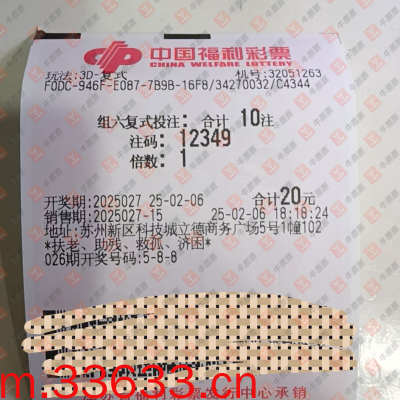 中国福利彩票
CHINA WELFARE LOTTERY
玩法:3D-复式 机号:32051263
F0DC-946F-E087-7B9B-16F8/34270032/C4344
组六复式投注: 合计 10注
注码: 12349
倍数: 1
开奖期:2025027 25-02-06 合计20元
销售期:2025027-15 25-02-06 18:18:24
地址:苏州新区科技城立德商务广场5号1幢102
*扶老、助残、救孤、济困*
026期开奖号码:5-8-8
m.33633.cn
中心承销